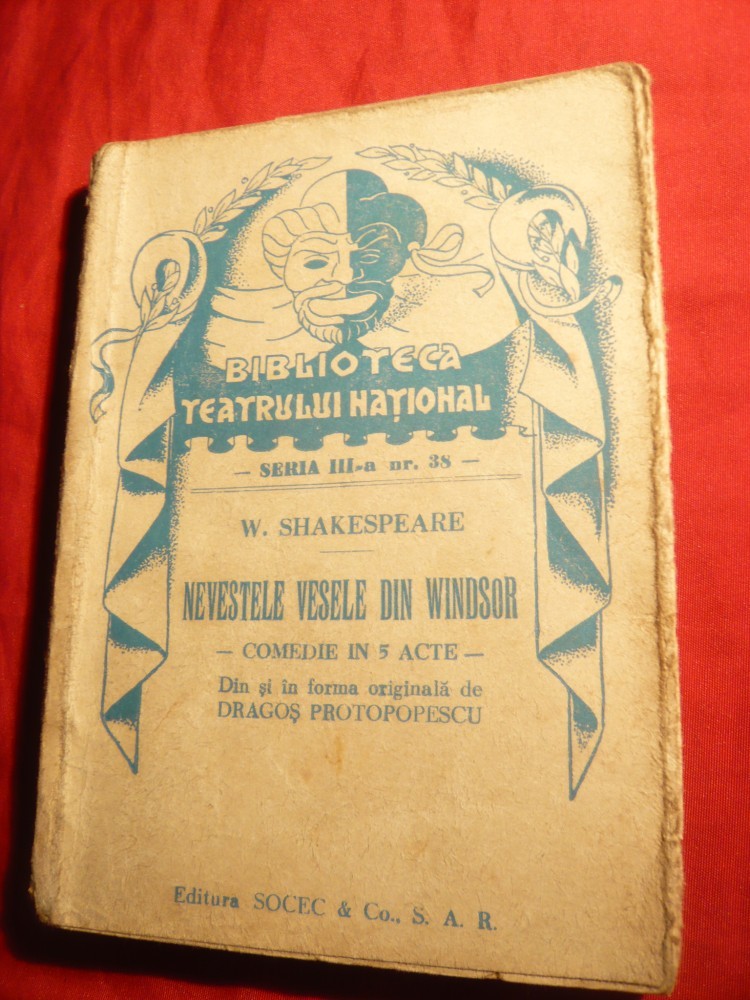 BIBLIOTECA
TEATRULUI NAȚIONAL
— SERIA III-a nr. 38 —
W. SHAKESPEARE
NEVESTELE VESELE DIN WINDSOR
— COMEDIE IN 5 ACTE —
Din și în forma originală de
DRAGOȘ PROTOPOPESCU
Editura SOCEC & Co., S. A. R.